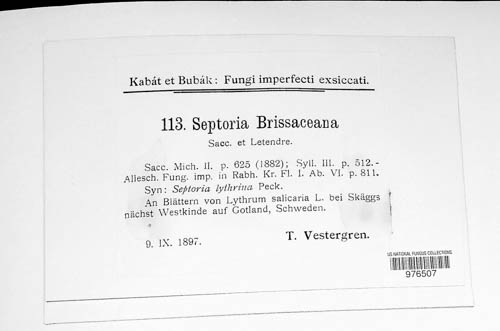 Kabát et Bubák: Fungi imperfecti exsiccati.
113. Septoria Brissaceana
Sacc. et Letendre.
Sacc. Mich. II. p. 625 (1882); Syll. III. p. 512.-
Allesch. Fung. imp. in Rabh. Kr. Fl. I. Ab. VI. p. 811.
Syn: Septoria lythrina Peck.
An Blättern von Lythrum salicaria L. bei Skäggs
nächst Westkinde auf Gotland, Schweden.
9. IX. 1897.
T. Vestergren.
US NATIONAL FUNGUS COLLECTIONS
976507